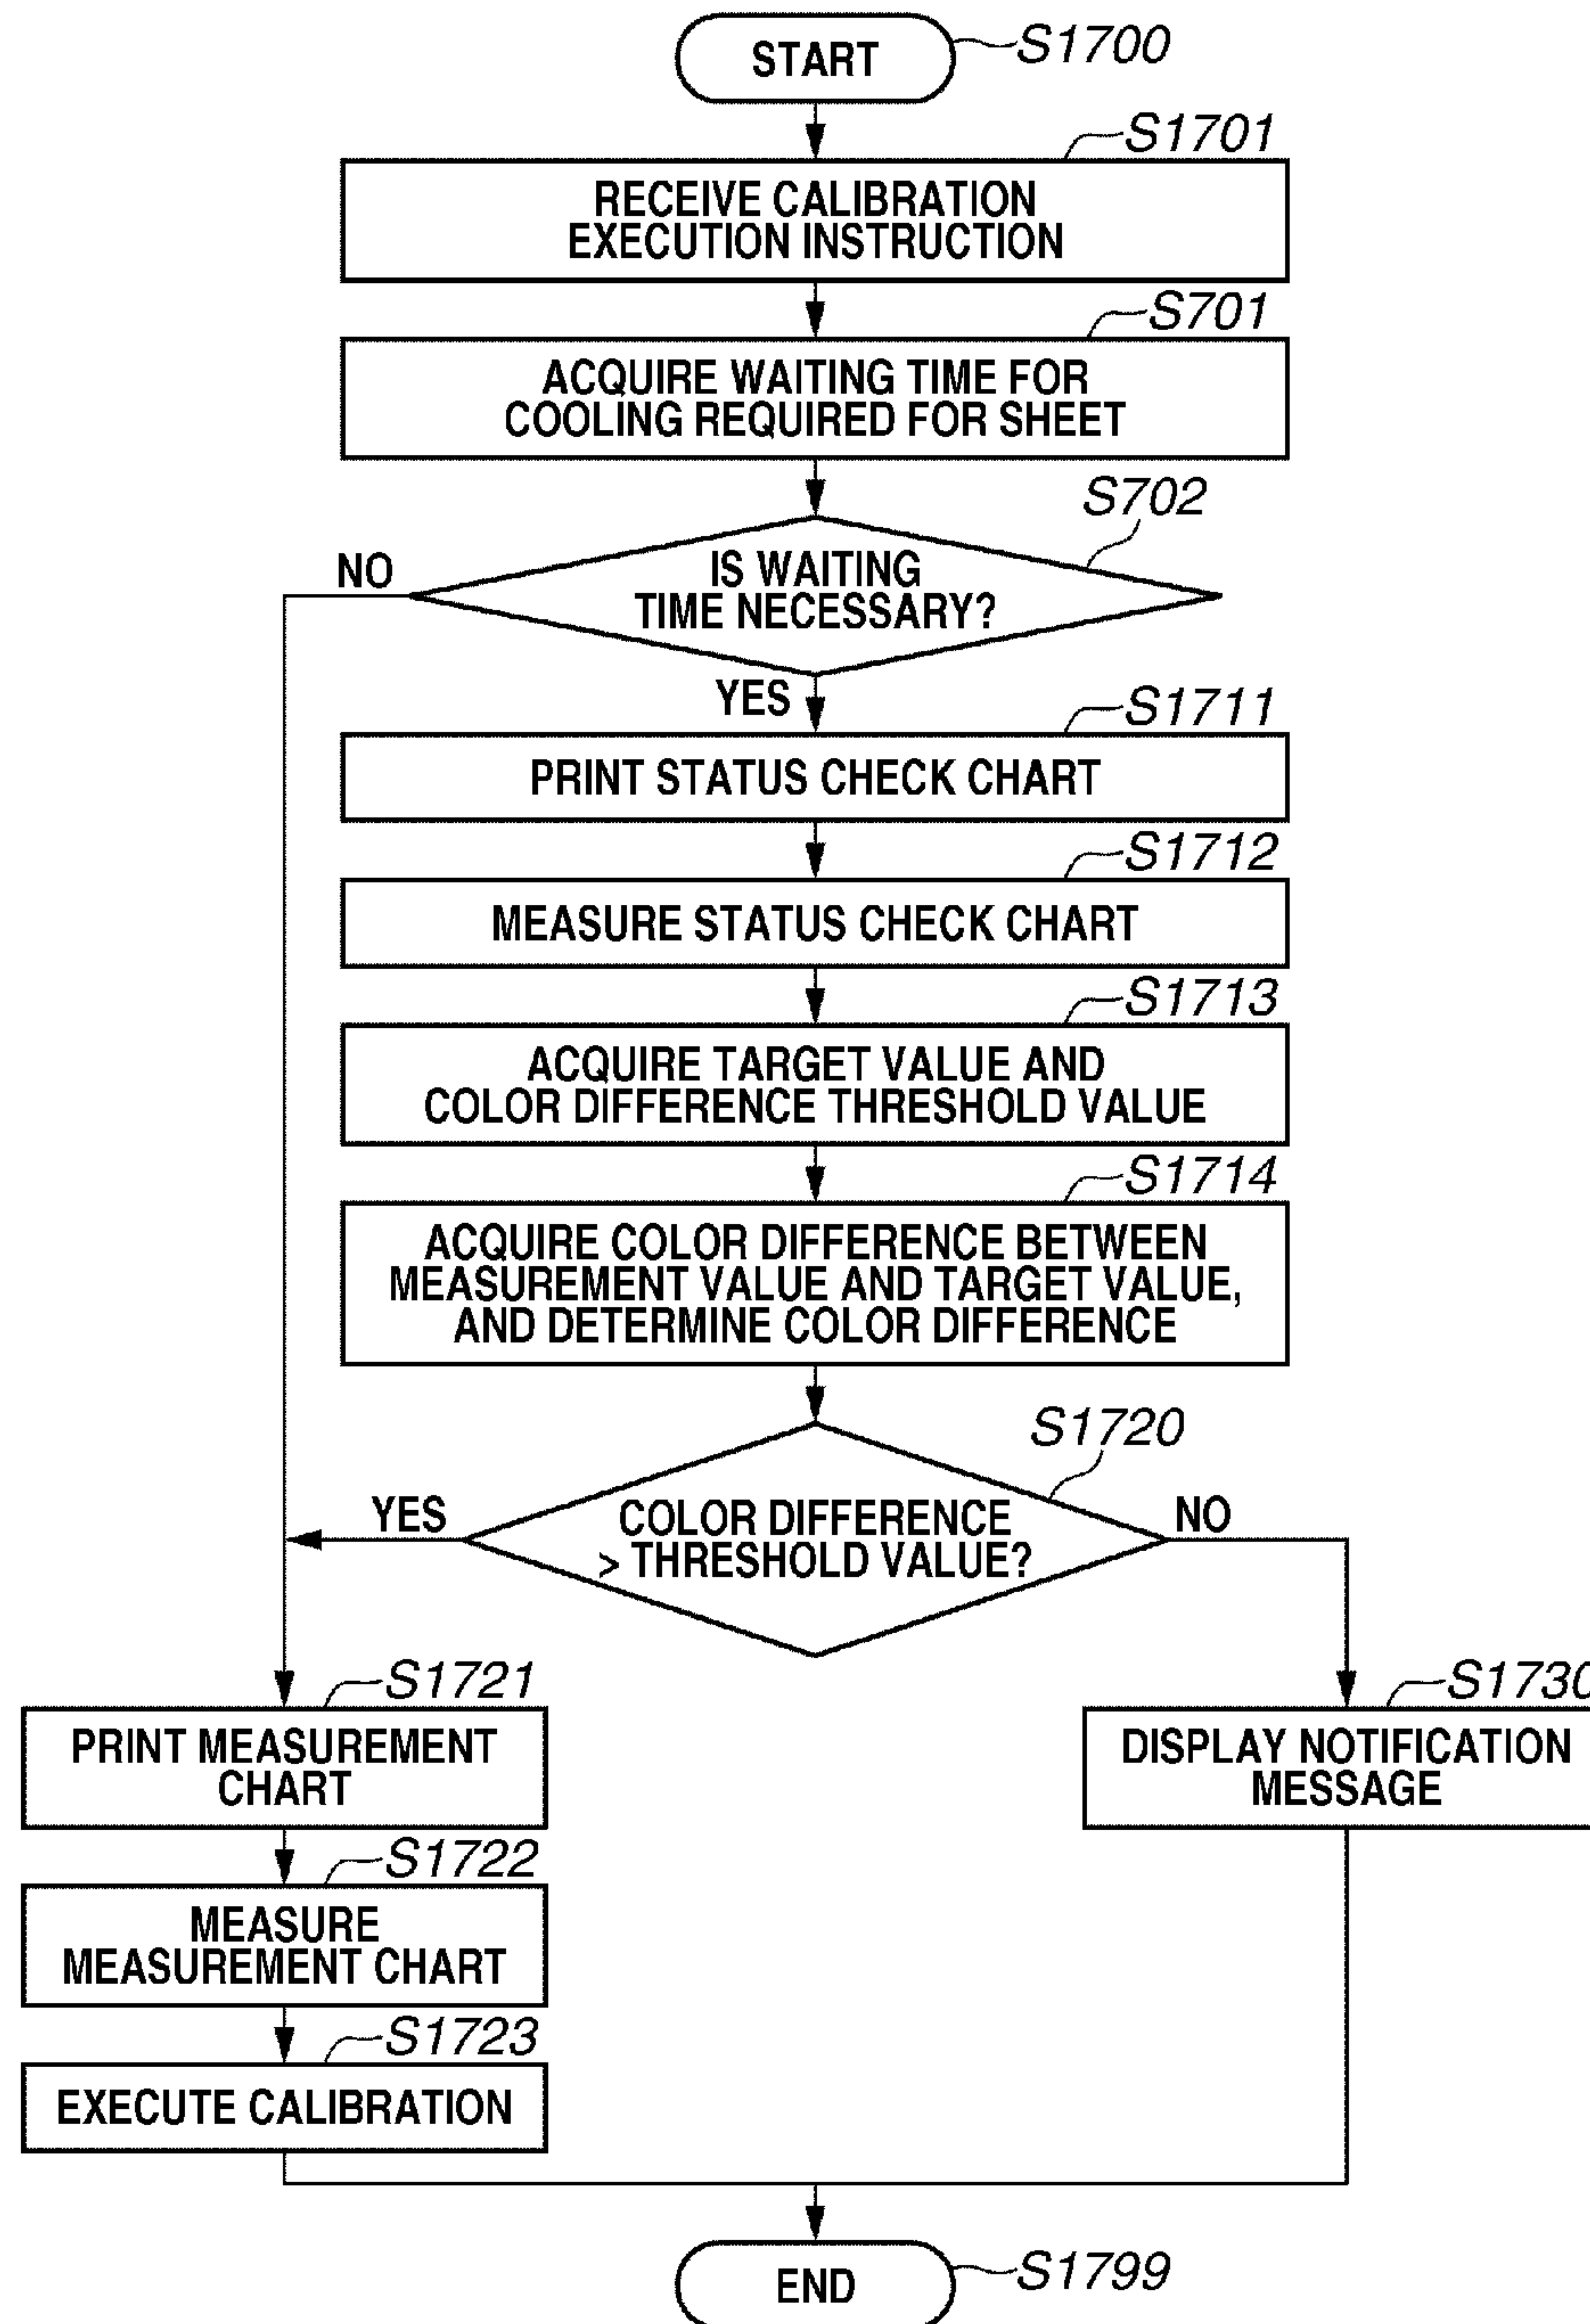 START
S1700
S1701
RECEIVE CALIBRATION
EXECUTION INSTRUCTION
S701
ACQUIRE WAITING TIME FOR
COOLING REQUIRED FOR SHEET
S702
NO
IS WAITING
TIME NECESSARY?
YES
S1711
PRINT STATUS CHECK CHART
S1712
MEASURE STATUS CHECK CHART
S1713
ACQUIRE TARGET VALUE AND
COLOR DIFFERENCE THRESHOLD VALUE
S1714
ACQUIRE COLOR DIFFERENCE BETWEEN
MEASUREMENT VALUE AND TARGET VALUE,
AND DETERMINE COLOR DIFFERENCE
S1720
YES
COLOR DIFFERENCE
> THRESHOLD VALUE?
NO
S1721
PRINT MEASUREMENT
CHART
S1730
DISPLAY NOTIFICATION
MESSAGE
S1722
MEASURE
MEASUREMENT CHART
S1723
EXECUTE CALIBRATION
END
S1799